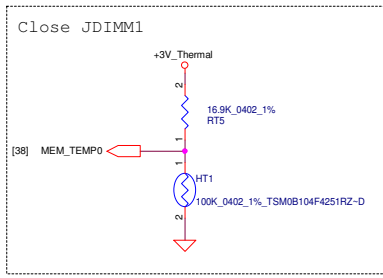 Close JDIMM1
+3V_Thermal
2
16.9K_0402_1%
RT5
1
[38] MEM_TEMP0
1
HT1
100K_0402_1%_TSM0B104F4251RZ~D
2